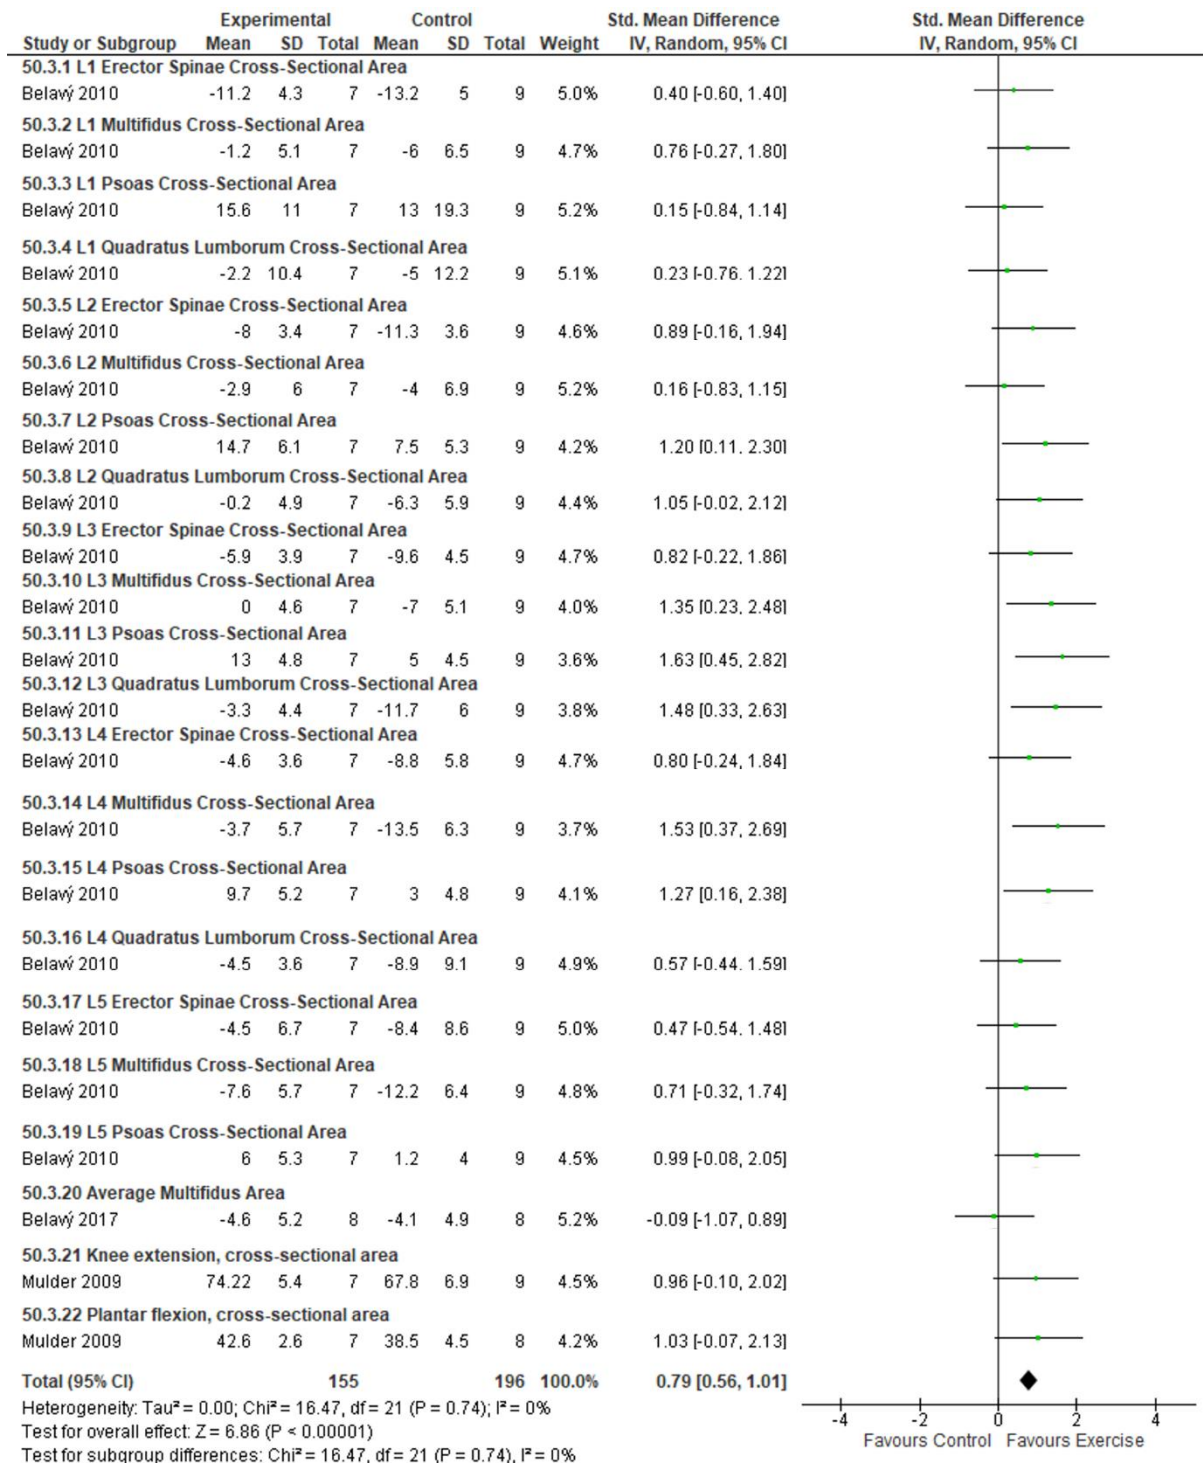 Experimental Control Std. Mean Difference Std. Mean Difference
Study or Subgroup Mean SD Total Mean SD Total Weight IV, Random, 95% CI IV, Random, 95% CI
50.3.1 L1 Erector Spinae Cross-Sectional Area
Belavý 2010 -11.2 4.3 7 -13.2 5 9 5.0% 0.40 [-0.60, 1.40]
50.3.2 L1 Multifidus Cross-Sectional Area
Belavý 2010 -1.2 5.1 7 -6 6.5 9 4.7% 0.76 [-0.27, 1.80]
50.3.3 L1 Psoas Cross-Sectional Area
Belavý 2010 15.6 11 7 13 19.3 9 5.2% 0.15 [-0.84, 1.14]
50.3.4 L1 Quadratus Lumborum Cross-Sectional Area
Belavý 2010 -2.2 10.4 7 -5 12.2 9 5.1% 0.23 [-0.76, 1.22]
50.3.5 L2 Erector Spinae Cross-Sectional Area
Belavý 2010 -8 3.4 7 -11.3 3.6 9 4.6% 0.89 [-0.16, 1.94]
50.3.6 L2 Multifidus Cross-Sectional Area
Belavý 2010 -2.9 6 7 -4 6.9 9 5.2% 0.16 [-0.83, 1.15]
50.3.7 L2 Psoas Cross-Sectional Area
Belavý 2010 14.7 6.1 7 7.5 5.3 9 4.2% 1.20 [0.11, 2.30]
50.3.8 L2 Quadratus Lumborum Cross-Sectional Area
Belavý 2010 -0.2 4.9 7 -6.3 5.9 9 4.4% 1.05 [-0.02, 2.12]
50.3.9 L3 Erector Spinae Cross-Sectional Area
Belavý 2010 -5.9 3.9 7 -9.6 4.5 9 4.7% 0.82 [-0.22, 1.86]
50.3.10 L3 Multifidus Cross-Sectional Area
Belavý 2010 0 4.6 7 -7 5.1 9 4.0% 1.35 [0.23, 2.48]
50.3.11 L3 Psoas Cross-Sectional Area
Belavý 2010 13 4.8 7 5 4.5 9 3.6% 1.63 [0.45, 2.82]
50.3.12 L3 Quadratus Lumborum Cross-Sectional Area
Belavý 2010 -3.3 4.4 7 -11.7 6 9 3.8% 1.48 [0.33, 2.63]
50.3.13 L4 Erector Spinae Cross-Sectional Area
Belavý 2010 -4.6 3.6 7 -8.8 5.8 9 4.7% 0.80 [-0.24, 1.84]
50.3.14 L4 Multifidus Cross-Sectional Area
Belavý 2010 -3.7 5.7 7 -13.5 6.3 9 3.7% 1.53 [0.37, 2.69]
50.3.15 L4 Psoas Cross-Sectional Area
Belavý 2010 9.7 5.2 7 3 4.8 9 4.1% 1.27 [0.16, 2.38]
50.3.16 L4 Quadratus Lumborum Cross-Sectional Area
Belavý 2010 -4.5 3.6 7 -8.9 9.1 9 4.9% 0.57 [-0.44, 1.59]
50.3.17 L5 Erector Spinae Cross-Sectional Area
Belavý 2010 -4.5 6.7 7 -8.4 8.6 9 5.0% 0.47 [-0.54, 1.48]
50.3.18 L5 Multifidus Cross-Sectional Area
Belavý 2010 -7.6 5.7 7 -12.2 6.4 9 4.8% 0.71 [-0.32, 1.74]
50.3.19 L5 Psoas Cross-Sectional Area
Belavý 2010 6 5.3 7 1.2 4 9 4.5% 0.99 [-0.08, 2.05]
50.3.20 Average Multifidus Area
Belavý 2017 -4.6 5.2 8 -4.1 4.9 8 5.2% -0.09 [-1.07, 0.89]
50.3.21 Knee extension, cross-sectional area
Mulder 2009 74.22 5.4 7 67.8 6.9 9 4.5% 0.96 [-0.10, 2.02]
50.3.22 Plantar flexion, cross-sectional area
Mulder 2009 42.6 2.6 7 38.5 4.5 8 4.2% 1.03 [-0.07, 2.13]
Total (95% CI) 155 196 100.0% 0.79 [0.56, 1.01]
Heterogeneity: Tau² = 0.00; Chi² = 16.47, df = 21 (P = 0.74); I² = 0%
Test for overall effect: Z = 6.86 (P < 0.00001)
Test for subgroup differences: Chi² = 16.47, df = 21 (P = 0.74), I² = 0%
-4 -2 0 2 4
Favours Control Favours Exercise